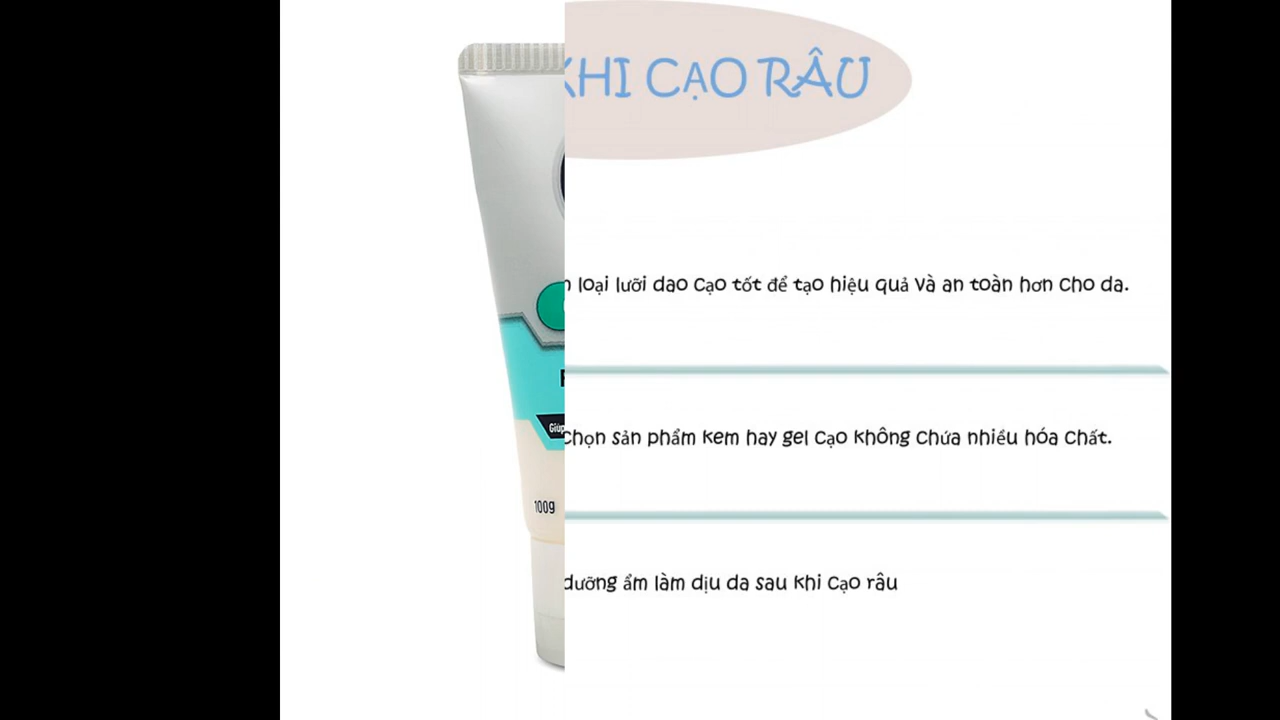 KHI CẠO RÂU
loại lưỡi dao cạo tốt để tạo hiệu quả và an toàn hơn cho da.
Chọn sản phẩm kem hay gel cạo không chứa nhiều hóa chất.
Giúp
100g
dưỡng ẩm làm dịu da sau khi cạo râu